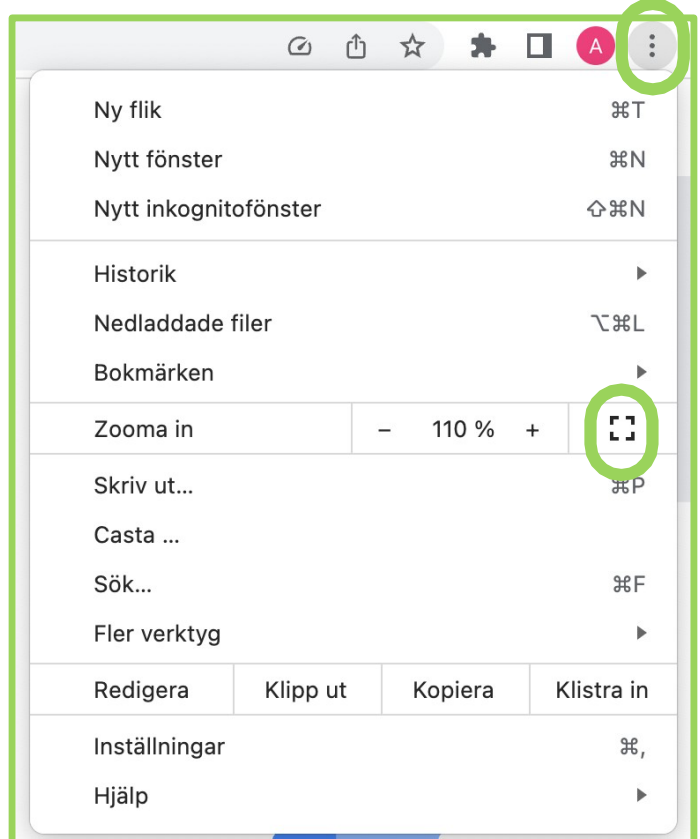 A
Ny flik ⌘T
Nytt fönster ⌘N
Nytt inkognitofönster ⇧⌘N
Historik
Nedladdade filer ⌥⌘L
Bokmärken
Zooma in – 110 % +
Skriv ut... ⌘P
Casta ...
Sök... ⌘F
Fler verktyg
Redigera Klipp ut Kopiera Klistra in
Inställningar ⌘,
Hjälp